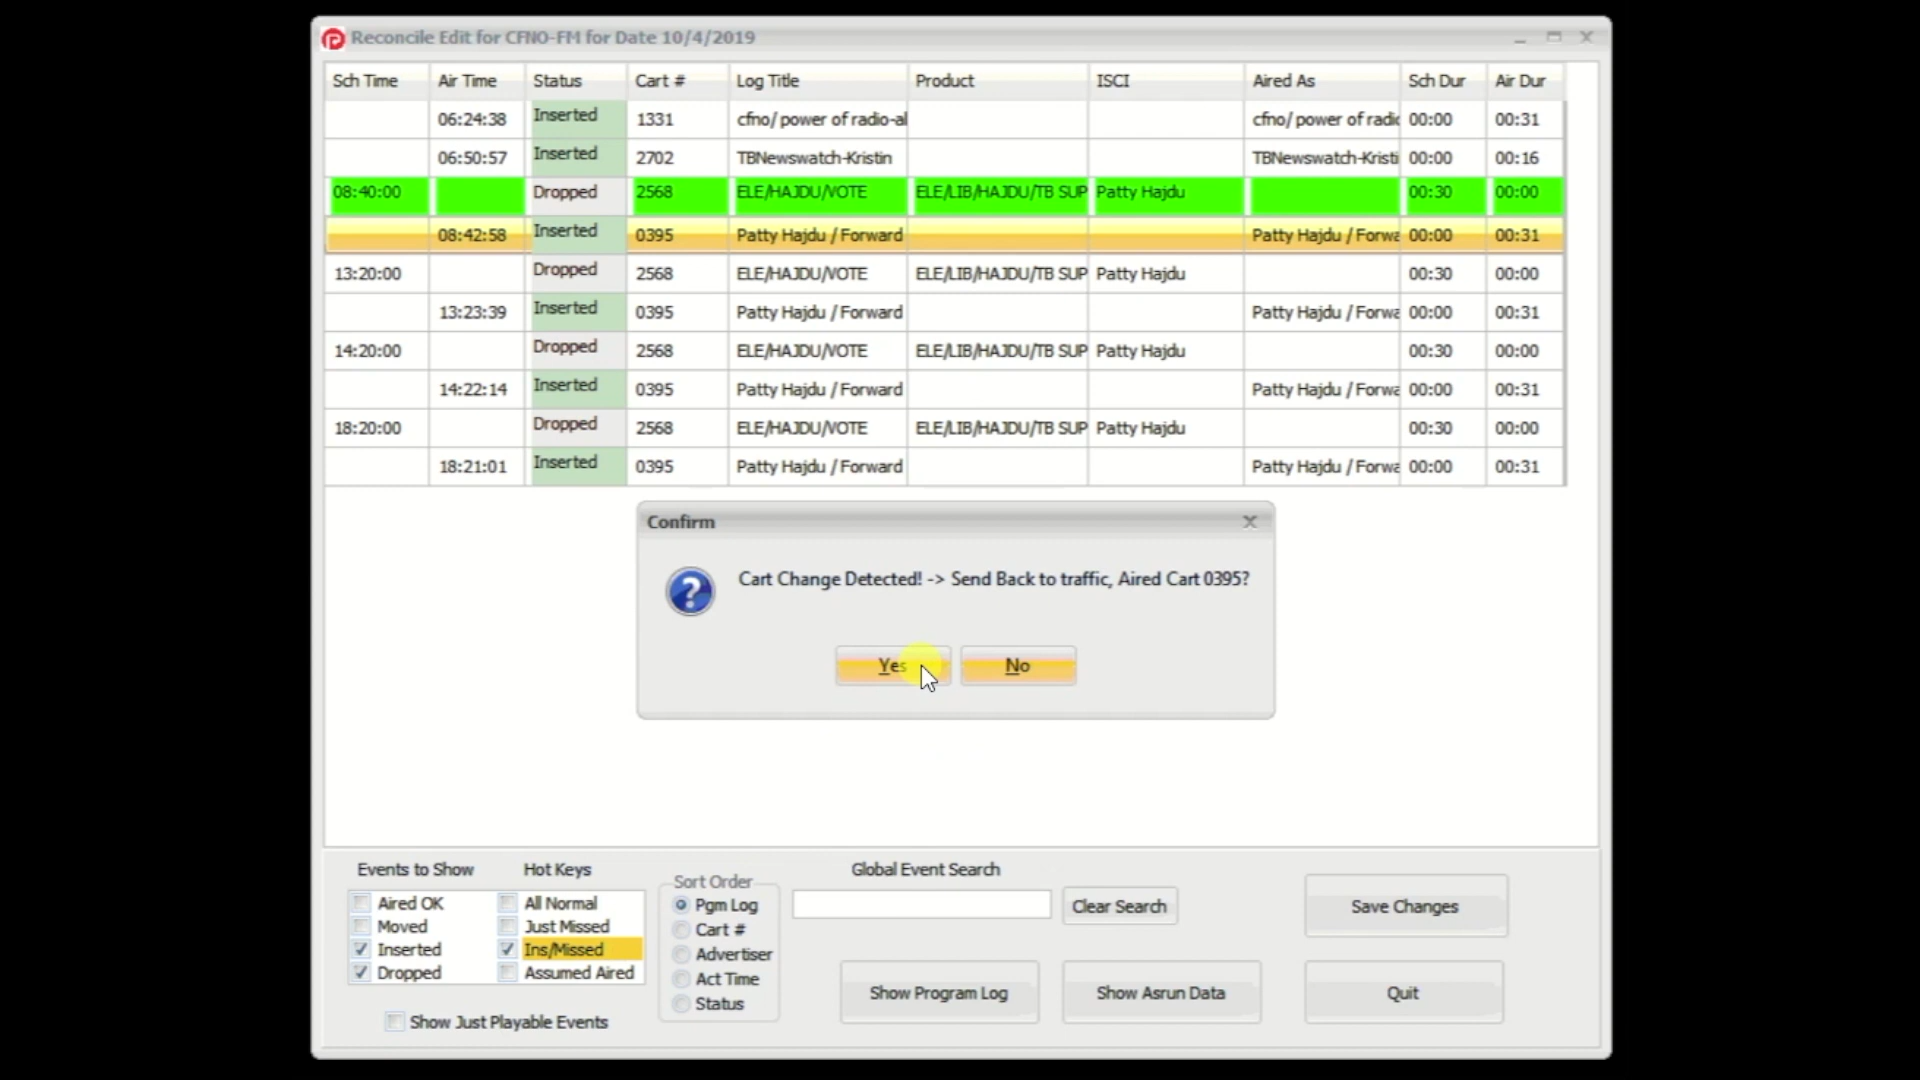 Reconcile Edit for CFNO-FM for Date 10/4/2019
Sch Time Air Time Status Cart # Log Title Product ISCI Aired As Sch Dur Air Dur
06:24:38 Inserted 1331 cfno/ power of radio-al cfno/ power of radic 00:00 00:31
06:50:57 Inserted 2702 TBNewswatch-Kristin TBNewswatch-Kristi 00:00 00:16
08:40:00 Dropped 2568 ELE/HAJDU/VOTE ELE/LIB/HAJDU/TB SUP Patty Hajdu 00:30 00:00
08:42:58 Inserted 0395 Patty Hajdu / Forward Patty Hajdu / Forwa 00:00 00:31
13:20:00 Dropped 2568 ELE/HAJDU/VOTE ELE/LIB/HAJDU/TB SUP Patty Hajdu 00:30 00:00
13:23:39 Inserted 0395 Patty Hajdu / Forward Patty Hajdu / Forwa 00:00 00:31
14:20:00 Dropped 2568 ELE/HAJDU/VOTE ELE/LIB/HAJDU/TB SUP Patty Hajdu 00:30 00:00
14:22:14 Inserted 0395 Patty Hajdu / Forward Patty Hajdu / Forwa 00:00 00:31
18:20:00 Dropped 2568 ELE/HAJDU/VOTE ELE/LIB/HAJDU/TB SUP Patty Hajdu 00:30 00:00
18:21:01 Inserted 0395 Patty Hajdu / Forward Patty Hajdu / Forwa 00:00 00:31
Confirm
Cart Change Detected! -> Send Back to traffic, Aired Cart 0395?
Yes No
Events to Show
Aired OK
Moved
Inserted
Dropped
Hot Keys
All Normal
Just Missed
Ins/Missed
Assumed Aired
Show Just Playable Events
Sort Order
Pgm Log
Cart #
Advertiser
Act Time
Status
Global Event Search
Clear Search
Save Changes
Show Program Log
Show Asrun Data
Quit